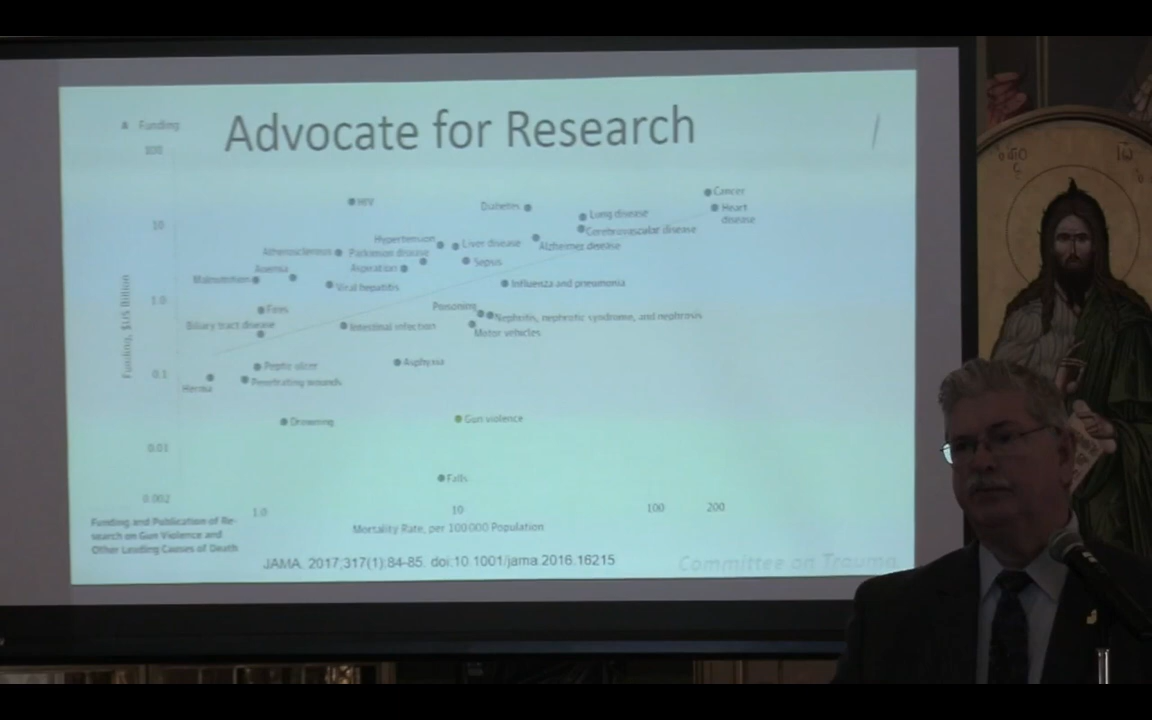 A Funding
Advocate for Research
100
10
1.0
0.1
0.01
0.002
Funding, $US Billion
HIV
Diabetes
Cancer
Heart
disease
Lung disease
Cerebrovascular disease
Hypertension
Liver disease
Alzheimer disease
Atherosclerosis
Parkinson disease
Sepsis
Anemia
Aspiration
Malnutrition
Viral hepatitis
Influenza and pneumonia
Fires
Poisoning
Nephritis, nephrotic syndrome, and nephrosis
Biliary tract disease
Intestinal infection
Motor vehicles
Peptic ulcer
Asphyxia
Hernia
Penetrating wounds
Drowning
Gun violence
Falls
1.0
10
100
200
Mortality Rate, per 100 000 Population
Funding and Publication of Re-
search on Gun Violence and
Other Leading Causes of Death
JAMA. 2017;317(1):84-85. doi:10.1001/jama.2016.16215
Committee on Trauma